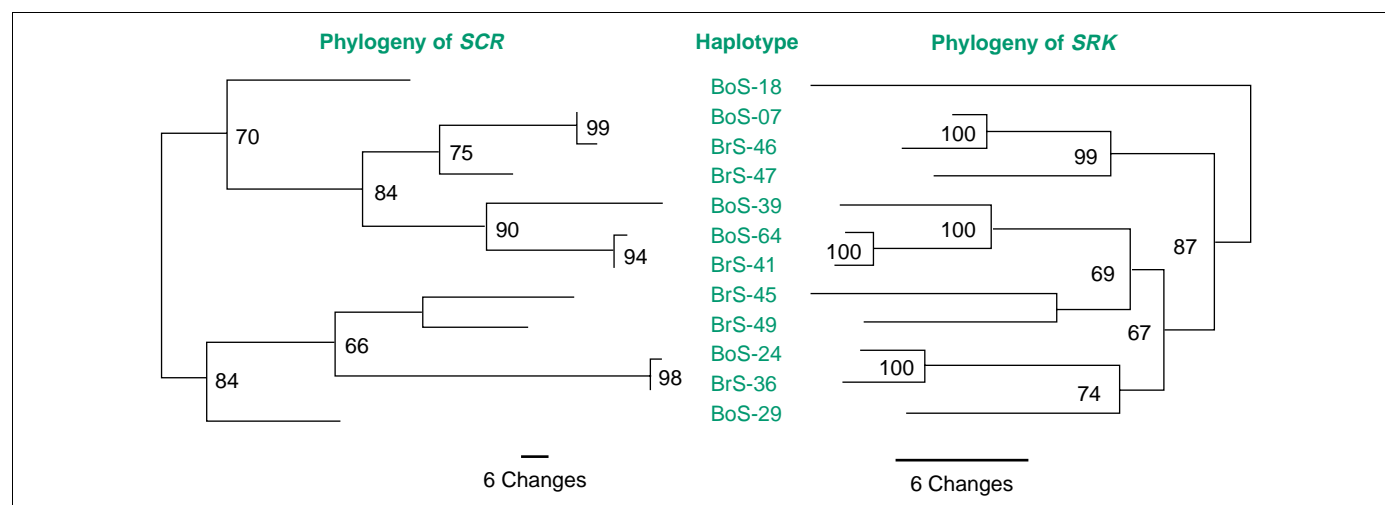 Phylogeny of SCR
Haplotype
Phylogeny of SRK
BoS-18
BoS-07
BrS-46
BrS-47
BoS-39
BoS-64
BrS-41
BrS-45
BrS-49
BoS-24
BrS-36
BoS-29
70
99
75
84
90
94
66
98
84
6 Changes
100
99
100
100
87
69
67
100
74
6 Changes